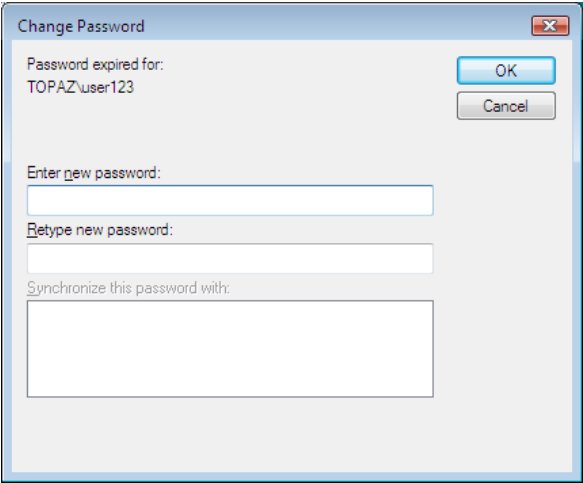 Change Password
Password expired for:
TOPAZ\user123
OK
Cancel
Enter new password:
Retype new password:
Synchronize this password with: